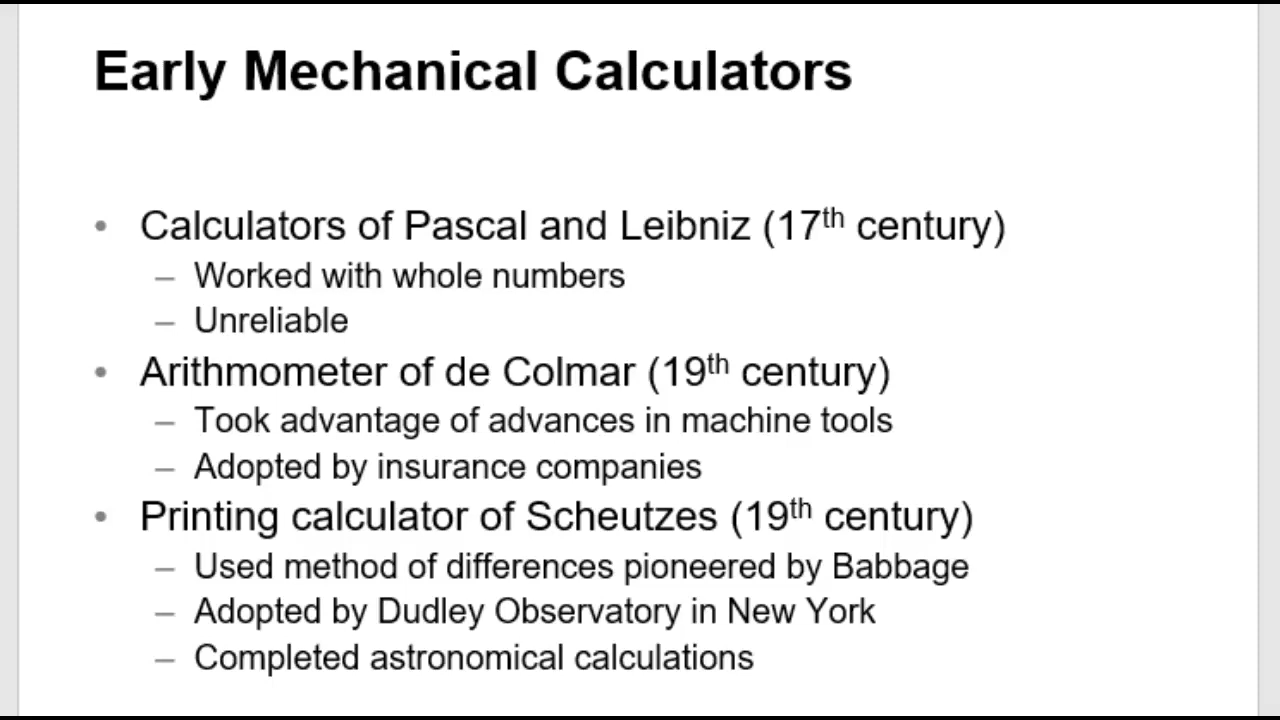 Early Mechanical Calculators
• Calculators of Pascal and Leibniz (17th century)
– Worked with whole numbers
– Unreliable
• Arithmometer of de Colmar (19th century)
– Took advantage of advances in machine tools
– Adopted by insurance companies
• Printing calculator of Scheutzes (19th century)
– Used method of differences pioneered by Babbage
– Adopted by Dudley Observatory in New York
– Completed astronomical calculations